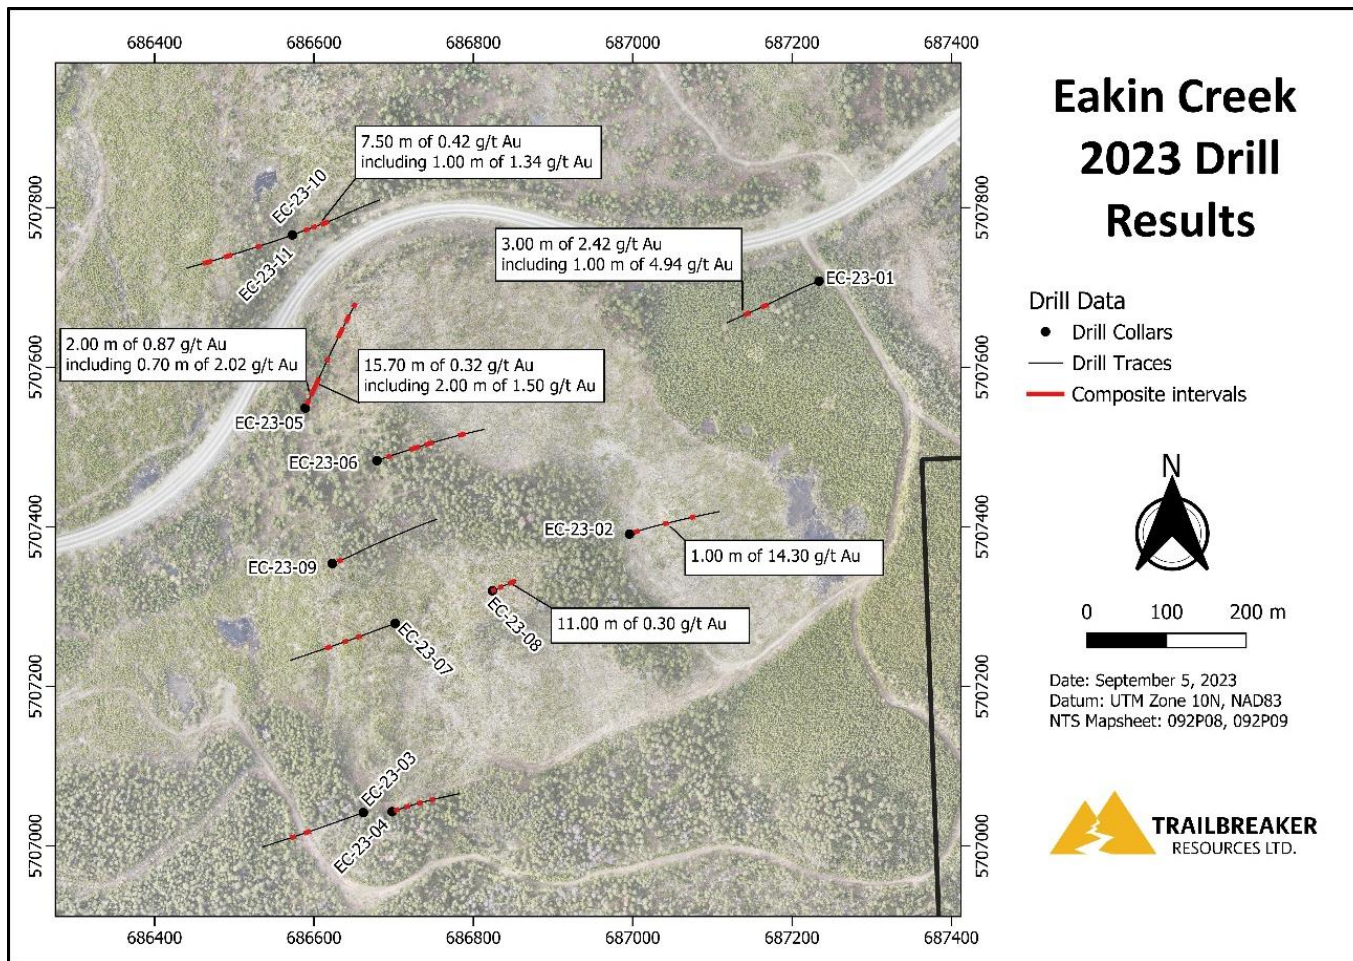 686400
686600
686800
687000
687200
687400
5707800
5707600
5707400
5707200
5707000
7.50 m of 0.42 g/t Au
including 1.00 m of 1.34 g/t Au
EC-23-10
EC-23-11
3.00 m of 2.42 g/t Au
including 1.00 m of 4.94 g/t Au
EC-23-01
2.00 m of 0.87 g/t Au
including 0.70 m of 2.02 g/t Au
15.70 m of 0.32 g/t Au
including 2.00 m of 1.50 g/t Au
EC-23-05
EC-23-06
EC-23-02
1.00 m of 14.30 g/t Au
EC-23-09
EC-23-08
11.00 m of 0.30 g/t Au
EC-23-07
EC-23-03
EC-23-04
5707800
5707600
5707400
5707200
5707000
686400
686600
686800
687000
687200
687400
Eakin Creek
2023 Drill
Results
Drill Data
Drill Collars
Drill Traces
Composite intervals
N
0 100 200 m
Date: September 5, 2023
Datum: UTM Zone 10N, NAD83
NTS Mapsheet: 092P08, 092P09
TRAILBREAKER
RESOURCES LTD.